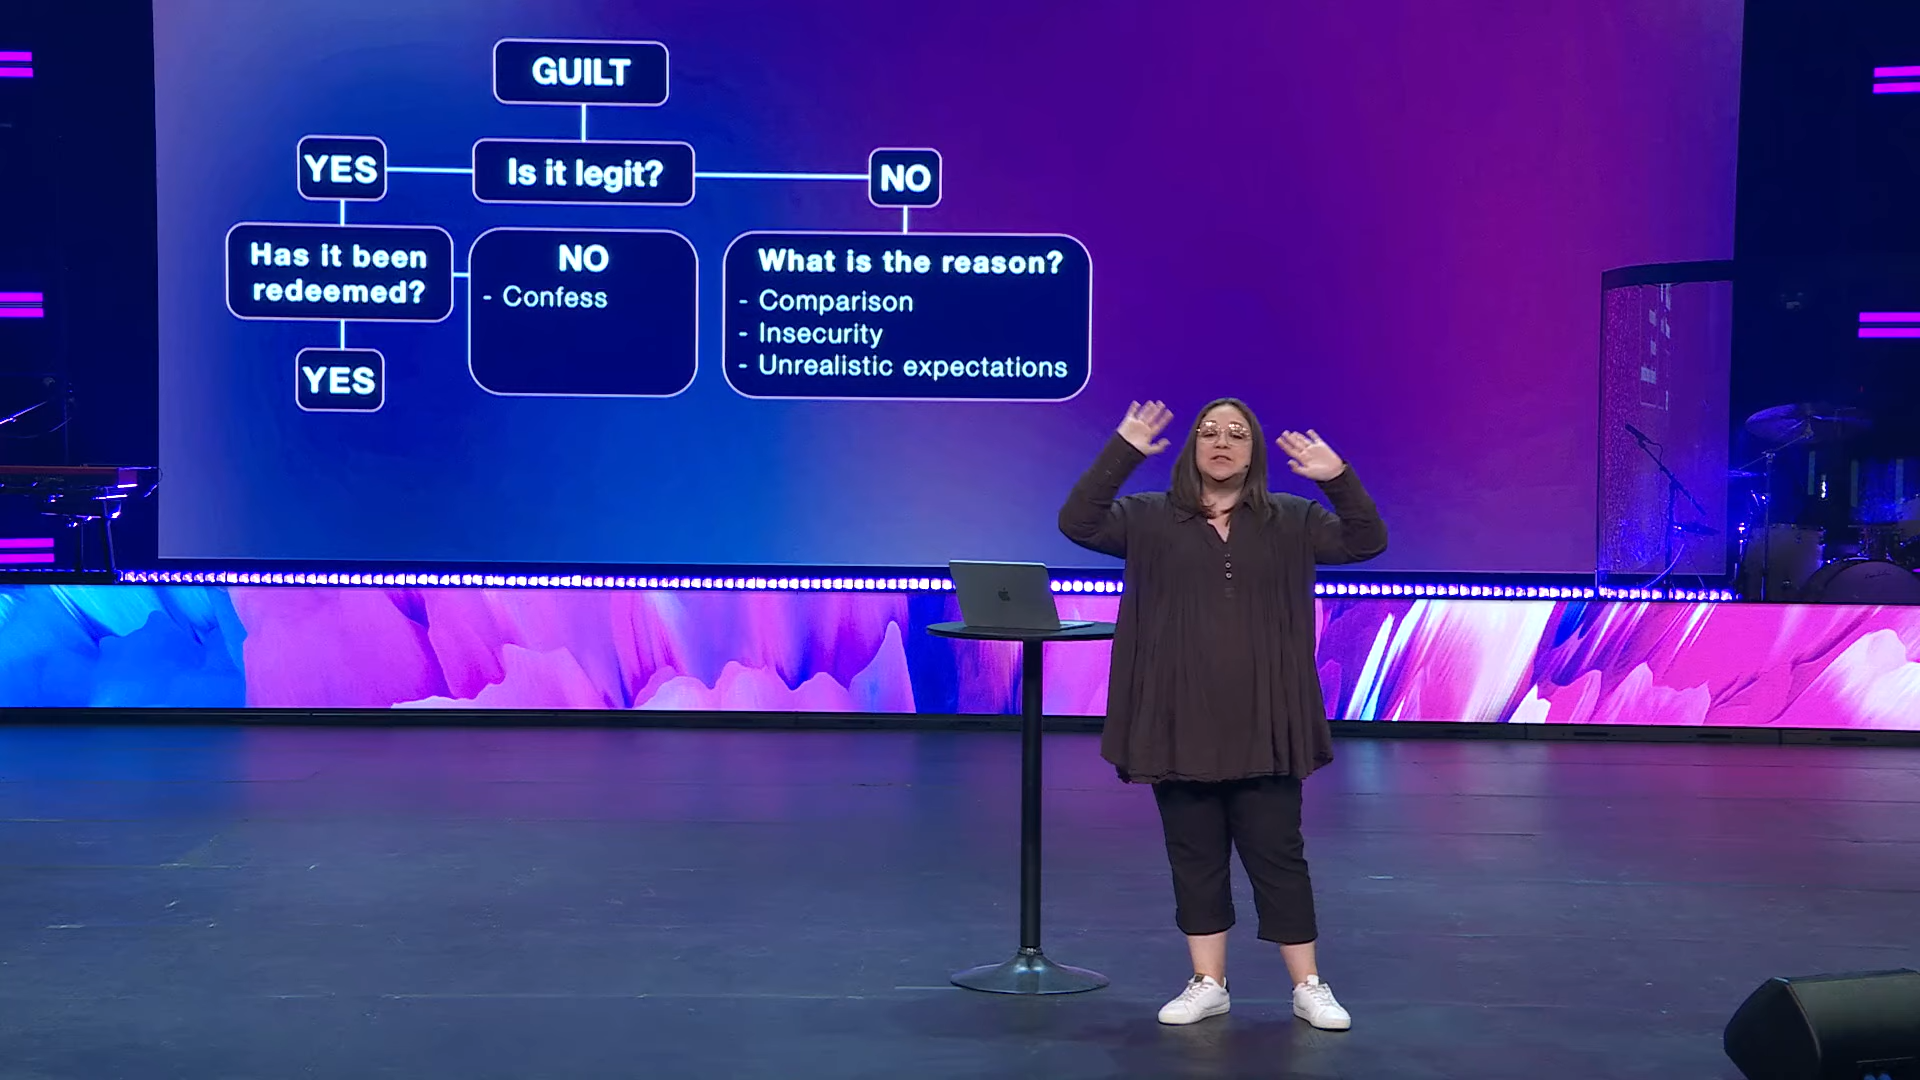 GUILT
YES
Is it legit?
NO
Has it been
redeemed?
NO
- Confess
What is the reason?
- Comparison
- Insecurity
- Unrealistic expectations
YES